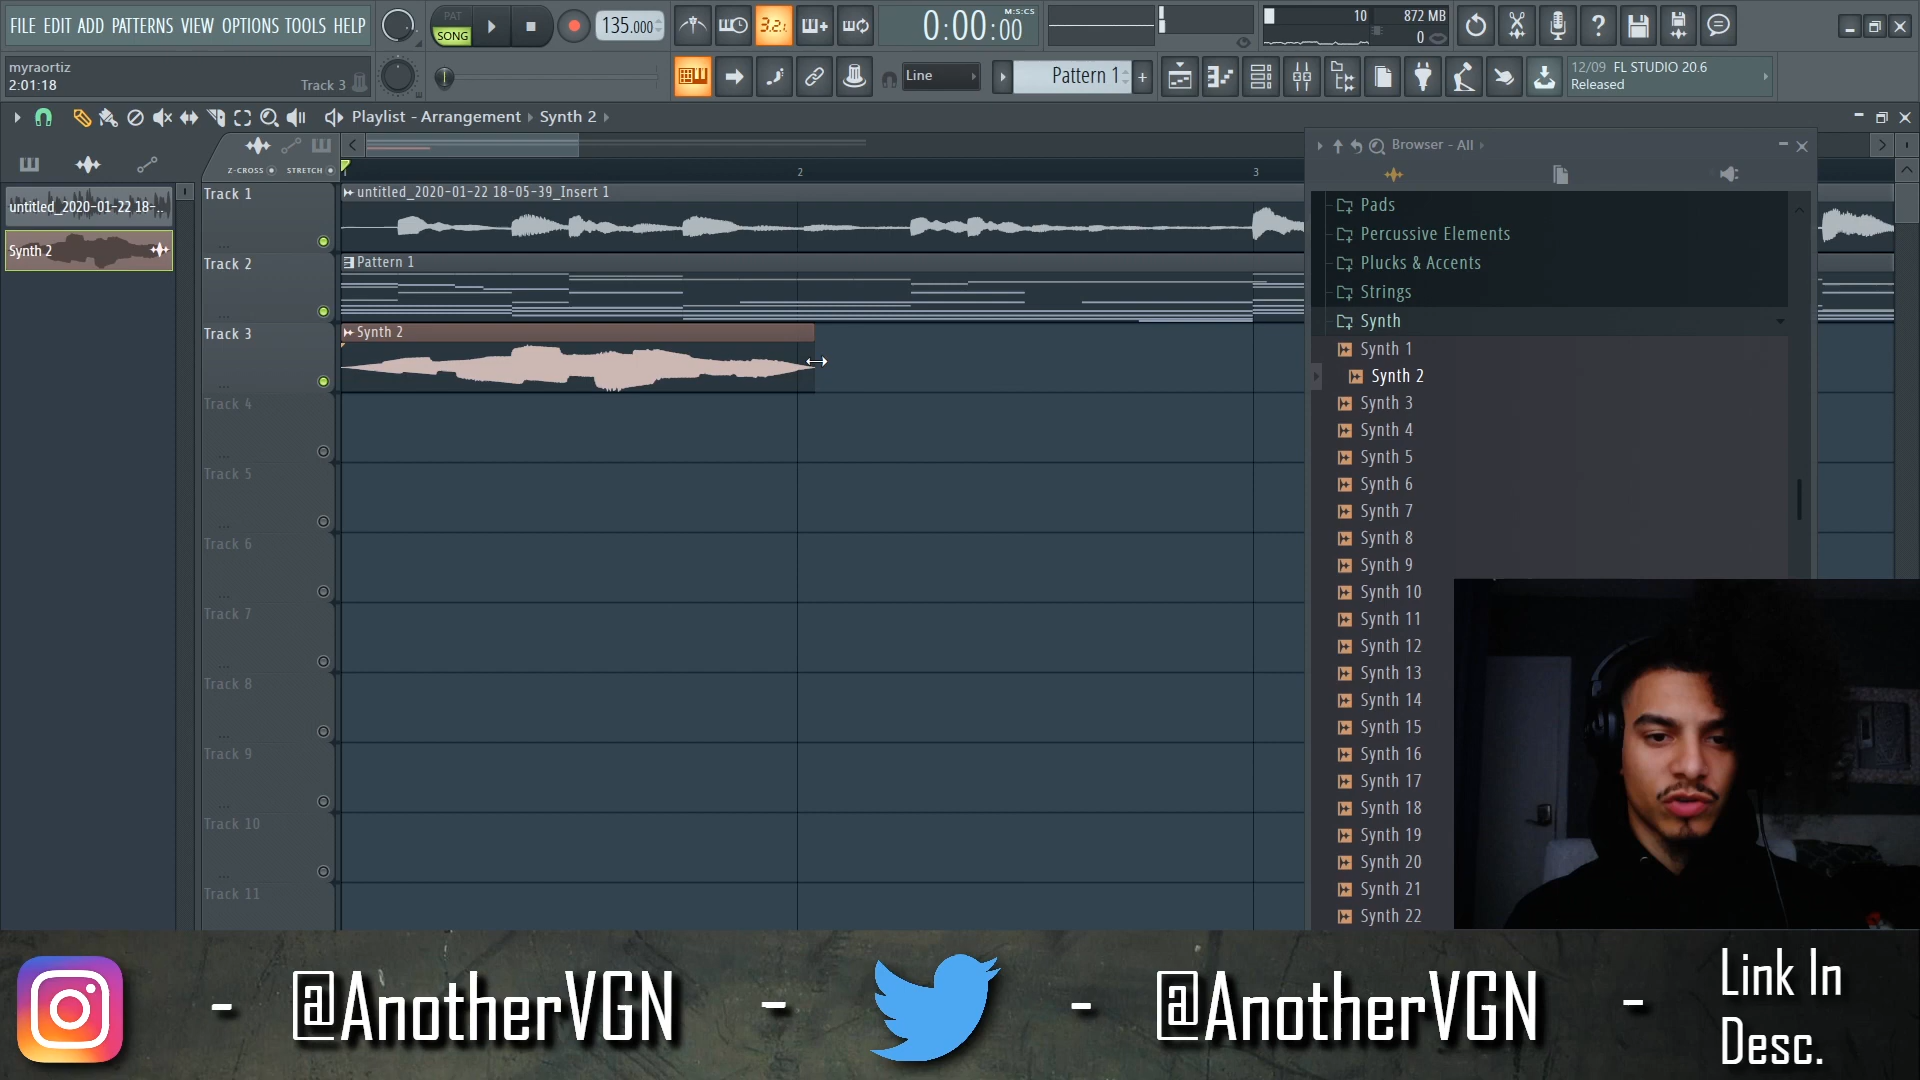 FILE EDIT ADD PATTERNS VIEW OPTIONS TOOLS HELP
PAT
SONG
135.000
3.2.
0:00:00
M:S:CS
10
872 MB
0
myraortiz
2:01:18
Track 3
Line
Pattern 1
12/09 FL STUDIO 20.6
Released
Playlist - Arrangement
Synth 2
Browser - All
Z-CROSS
STRETCH
2
3
untitled_2020-01-22 18-..
Synth 2
Track 1
Track 2
Track 3
Track 4
Track 5
Track 6
Track 7
Track 8
Track 9
Track 10
Track 11
untitled_2020-01-22 18-05-39_Insert 1
Pattern 1
Synth 2
Pads
Percussive Elements
Plucks & Accents
Strings
Synth
Synth 1
Synth 2
Synth 3
Synth 4
Synth 5
Synth 6
Synth 7
Synth 8
Synth 9
Synth 10
Synth 11
Synth 12
Synth 13
Synth 14
Synth 15
Synth 16
Synth 17
Synth 18
Synth 19
Synth 20
Synth 21
Synth 22
- @AnotherVGN - - @AnotherVGN -
Link In
Desc.